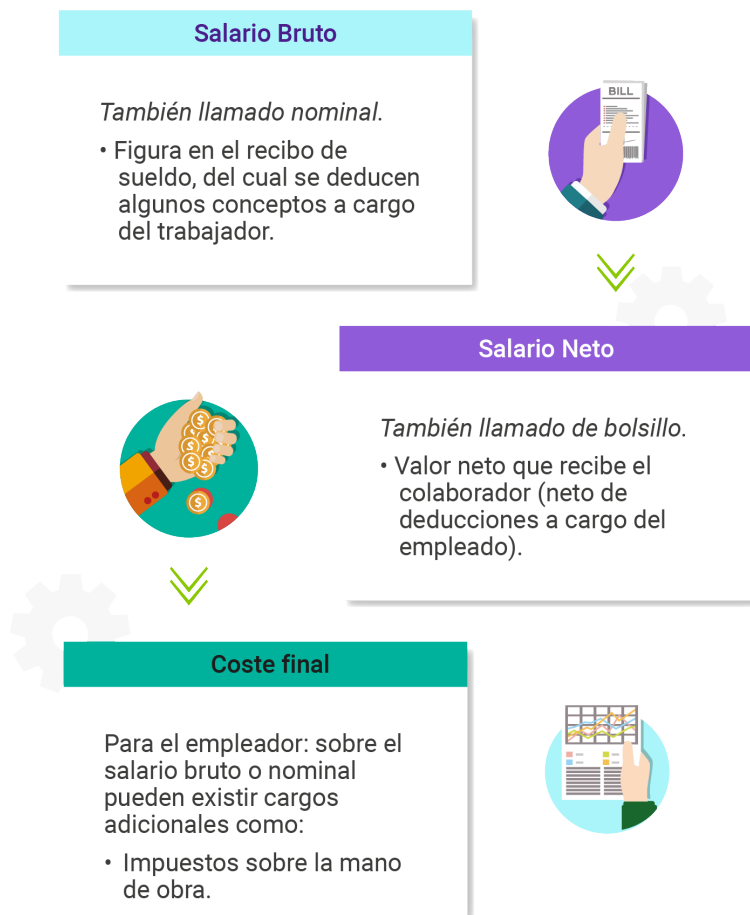 Salario Bruto
También llamado nominal.
• Figura en el recibo de
sueldo, del cual se deducen
algunos conceptos a cargo
del trabajador.
BILL
Salario Neto
También llamado de bolsillo.
• Valor neto que recibe el
colaborador (neto de
deducciones a cargo del
empleado).
Coste final
Para el empleador: sobre el
salario bruto o nominal
pueden existir cargos
adicionales como:
• Impuestos sobre la mano
de obra.